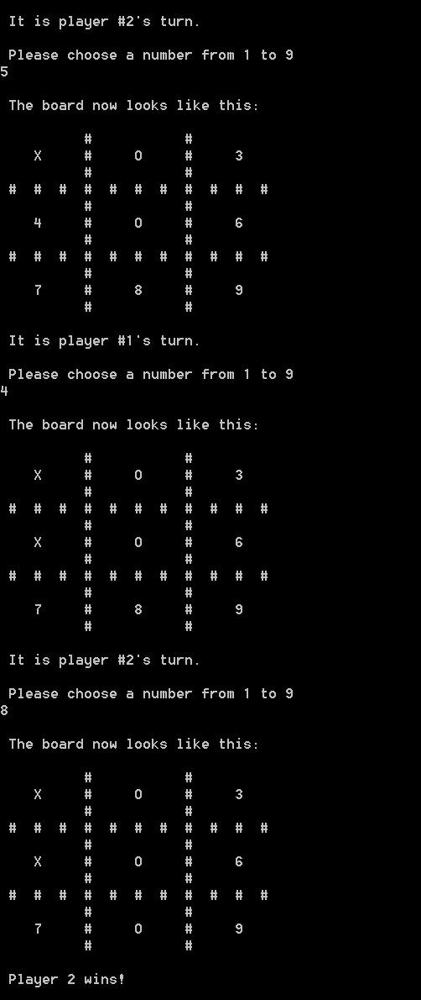 It is player #2's turn.
Please choose a number from 1 to 9
5
The board now looks like this:
# #
X # O # 3
# #
# # # # # # # # # # #
# #
4 # O # 6
# #
# # # # # # # # # # #
# #
7 # 8 # 9
# #
It is player #1's turn.
Please choose a number from 1 to 9
4
The board now looks like this:
# #
X # O # 3
# #
# # # # # # # # # # #
# #
X # O # 6
# #
# # # # # # # # # # #
# #
7 # 8 # 9
# #
It is player #2's turn.
Please choose a number from 1 to 9
8
The board now looks like this:
# #
X # O # 3
# #
# # # # # # # # # # #
# #
X # O # 6
# #
# # # # # # # # # # #
# #
7 # O # 9
# #
Player 2 wins!